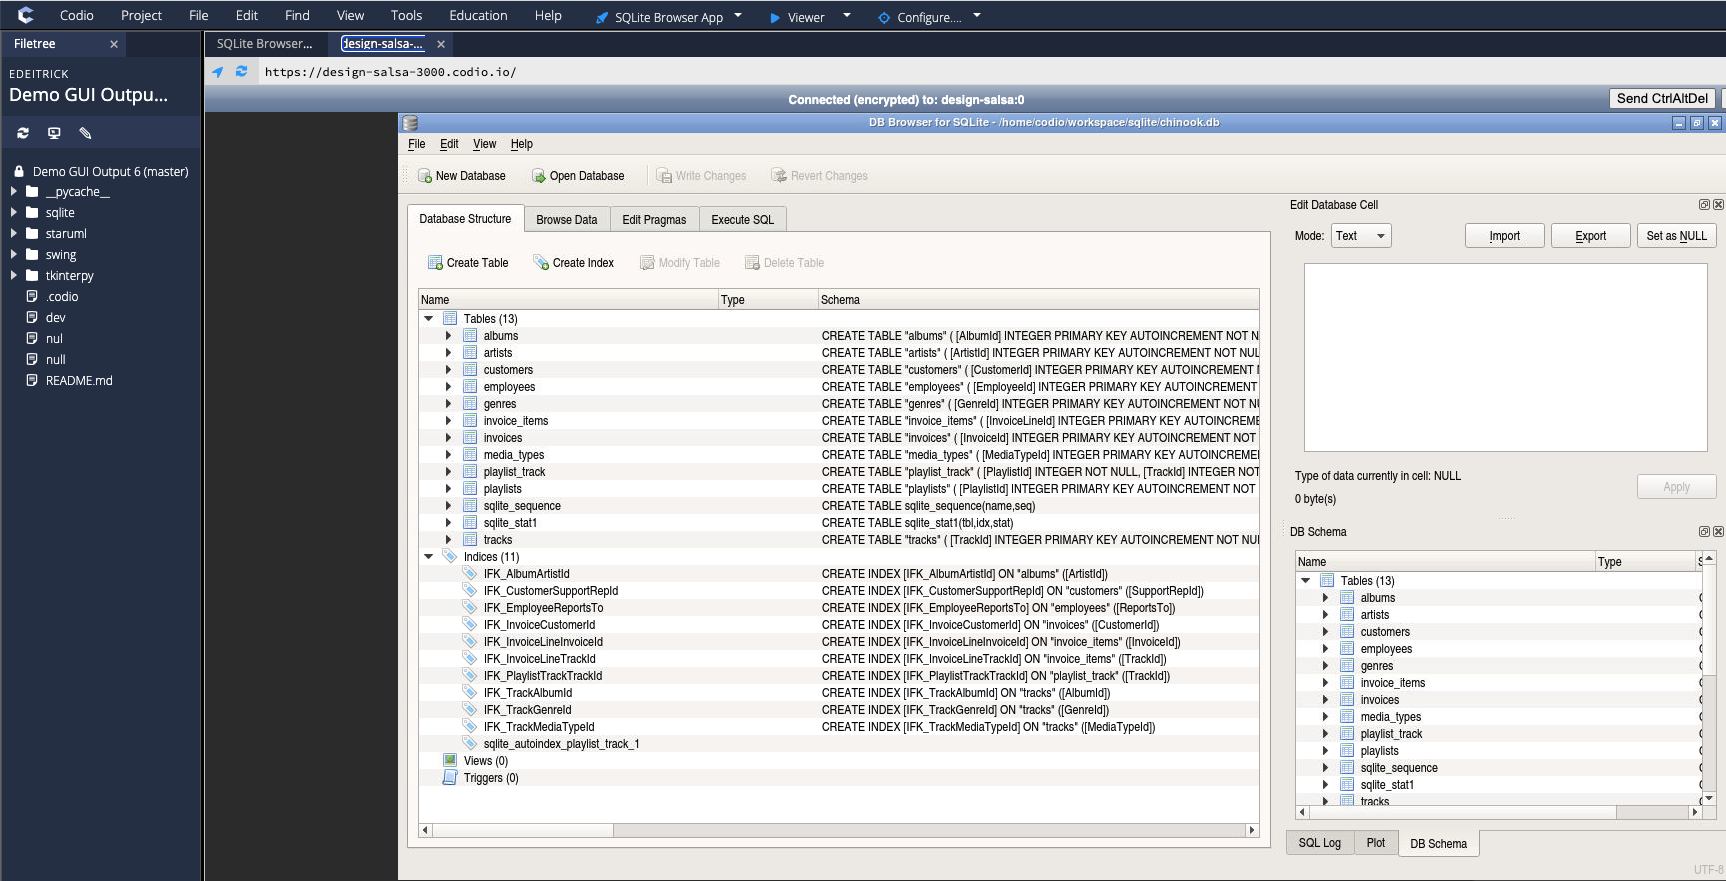 Codio Project File Edit Find View Tools Education Help SQLite Browser App Viewer Configure....
Filetree
SQLite Browser...
design-salsa-...
https://design-salsa-3000.codio.io/
EDEITRICK
Demo GUI Outpu...
Demo GUI Output 6 (master)
__pycache__
sqlite
staruml
swing
tkinterpy
.codio
dev
nul
null
README.md
Connected (encrypted) to: design-salsa:0
Send CtrlAltDel
DB Browser for SQLite - /home/codio/workspace/sqlite/chinook.db
File Edit View Help
New Database Open Database Write Changes Revert Changes
Database Structure Browse Data Edit Pragmas Execute SQL
Create Table Create Index Modify Table Delete Table
Name Type Schema
Tables (13)
albums CREATE TABLE "albums" ( [AlbumId] INTEGER PRIMARY KEY AUTOINCREMENT NOT N
artists CREATE TABLE "artists" ( [ArtistId] INTEGER PRIMARY KEY AUTOINCREMENT NOT NUL
customers CREATE TABLE "customers" ( [CustomerId] INTEGER PRIMARY KEY AUTOINCREMENT
employees CREATE TABLE "employees" ( [EmployeeId] INTEGER PRIMARY KEY AUTOINCREMENT
genres CREATE TABLE "genres" ( [GenreId] INTEGER PRIMARY KEY AUTOINCREMENT NOT NU
invoice_items CREATE TABLE "invoice_items" ( [InvoiceLineId] INTEGER PRIMARY KEY AUTOINCREME
invoices CREATE TABLE "invoices" ( [InvoiceId] INTEGER PRIMARY KEY AUTOINCREMENT NOT
media_types CREATE TABLE "media_types" ( [MediaTypeId] INTEGER PRIMARY KEY AUTOINCREMEN
playlist_track CREATE TABLE "playlist_track" ( [PlaylistId] INTEGER NOT NULL, [TrackId] INTEGER NOT
playlists CREATE TABLE "playlists" ( [PlaylistId] INTEGER PRIMARY KEY AUTOINCREMENT NOT
sqlite_sequence CREATE TABLE sqlite_sequence(name,seq)
sqlite_stat1 CREATE TABLE sqlite_stat1(tbl,idx,stat)
tracks CREATE TABLE "tracks" ( [TrackId] INTEGER PRIMARY KEY AUTOINCREMENT NOT NUL
Indices (11)
IFK_AlbumArtistId CREATE INDEX [IFK_AlbumArtistId] ON "albums" ([ArtistId])
IFK_CustomerSupportRepId CREATE INDEX [IFK_CustomerSupportRepId] ON "customers" ([SupportRepId])
IFK_EmployeeReportsTo CREATE INDEX [IFK_EmployeeReportsTo] ON "employees" ([ReportsTo])
IFK_InvoiceCustomerId CREATE INDEX [IFK_InvoiceCustomerId] ON "invoices" ([CustomerId])
IFK_InvoiceLineInvoiceId CREATE INDEX [IFK_InvoiceLineInvoiceId] ON "invoice_items" ([InvoiceId])
IFK_InvoiceLineTrackId CREATE INDEX [IFK_InvoiceLineTrackId] ON "invoice_items" ([TrackId])
IFK_PlaylistTrackTrackId CREATE INDEX [IFK_PlaylistTrackTrackId] ON "playlist_track" ([TrackId])
IFK_TrackAlbumId CREATE INDEX [IFK_TrackAlbumId] ON "tracks" ([AlbumId])
IFK_TrackGenreId CREATE INDEX [IFK_TrackGenreId] ON "tracks" ([GenreId])
IFK_TrackMediaTypeId CREATE INDEX [IFK_TrackMediaTypeId] ON "tracks" ([MediaTypeId])
sqlite_autoindex_playlist_track_1
Views (0)
Triggers (0)
Edit Database Cell
Mode: Text Import Export Set as NULL
Type of data currently in cell: NULL
0 byte(s)
Apply
DB Schema
Name Type
Tables (13)
albums
artists
customers
employees
genres
invoice_items
invoices
media_types
playlist_track
playlists
sqlite_sequence
sqlite_stat1
tracks
SQL Log Plot DB Schema
UTF-8